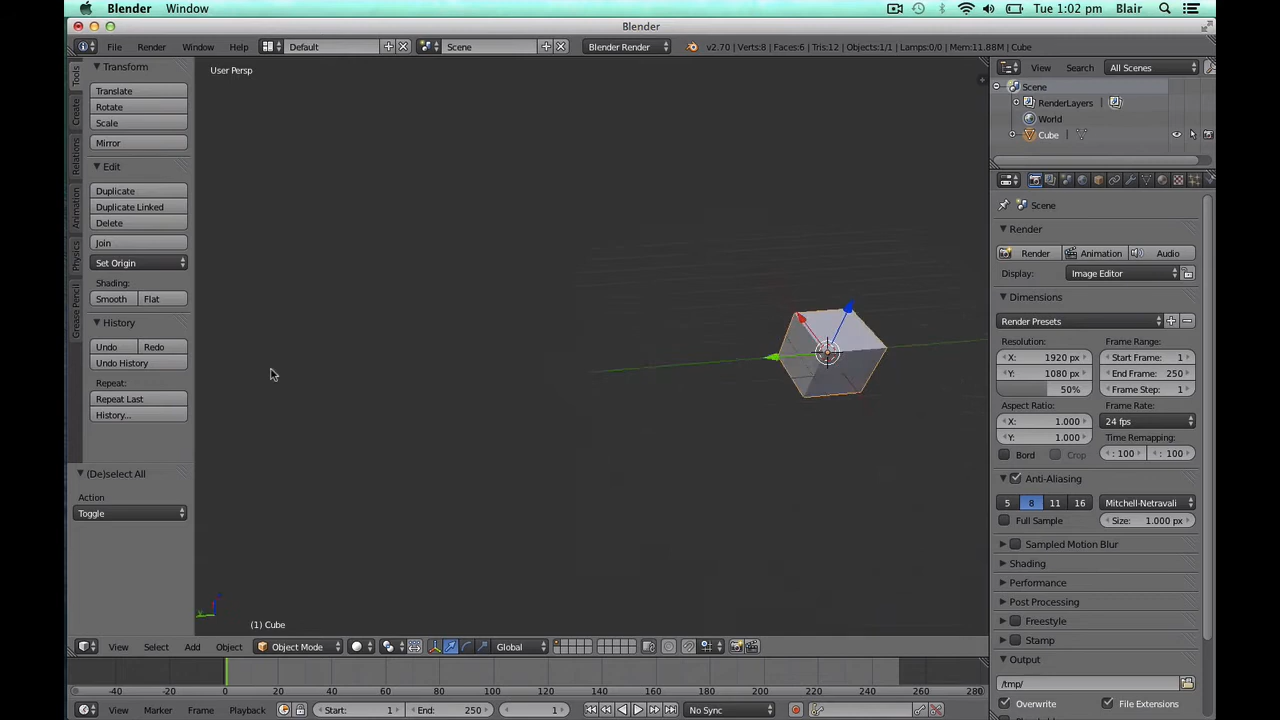 Blender Window Tue 1:02 pm Blair
Blender
File Render Window Help Default Scene Blender Render v2.70 | Verts:8 | Faces:6 | Tris:12 | Objects:1/1 | Lamps:0/0 | Mem:11.88M | Cube
Tools
Create
Relations
Animation
Physics
Grease Pencil
Transform
Translate
Rotate
Scale
Mirror
Edit
Duplicate
Duplicate Linked
Delete
Join
Set Origin
Shading:
Smooth Flat
History
Undo Redo
Undo History
Repeat:
Repeat Last
History...
(De)select All
Action
Toggle
User Persp
(1) Cube
View Select Add Object Object Mode Global
-40 -20 0 20 40 60 80 100 120 140 160 180 200 220 240 260 280
View Marker Frame Playback Start: 1 End: 250 1 No Sync
View Search All Scenes
Scene
RenderLayers
World
Cube
Scene
Render
Render Animation Audio
Display: Image Editor
Dimensions
Render Presets
Resolution: Frame Range:
X: 1920 px Start Frame: 1
Y: 1080 px End Frame: 250
50% Frame Step: 1
Aspect Ratio: Frame Rate:
X: 1.000 24 fps
Y: 1.000 Time Remapping:
Bord Crop : 100 : 100
Anti-Aliasing
5 8 11 16 Mitchell-Netravali
Full Sample Size: 1.000 px
Sampled Motion Blur
Shading
Performance
Post Processing
Freestyle
Stamp
Output
/tmp/
Overwrite File Extensions